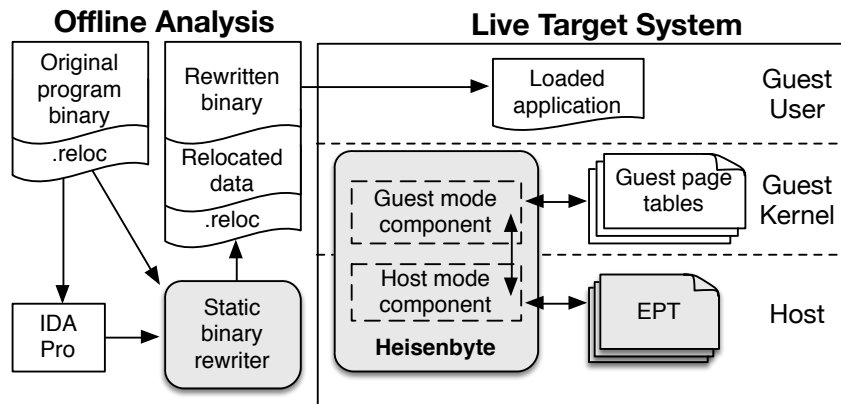 Offline Analysis
Original
program
binary
.reloc
Rewritten
binary
Relocated
data
.reloc
IDA
Pro
Static
binary
rewriter
Live Target System
Loaded
application
Guest
User
Guest mode
component
Guest page
tables
Guest
Kernel
Host mode
component
Heisenbyte
EPT
Host